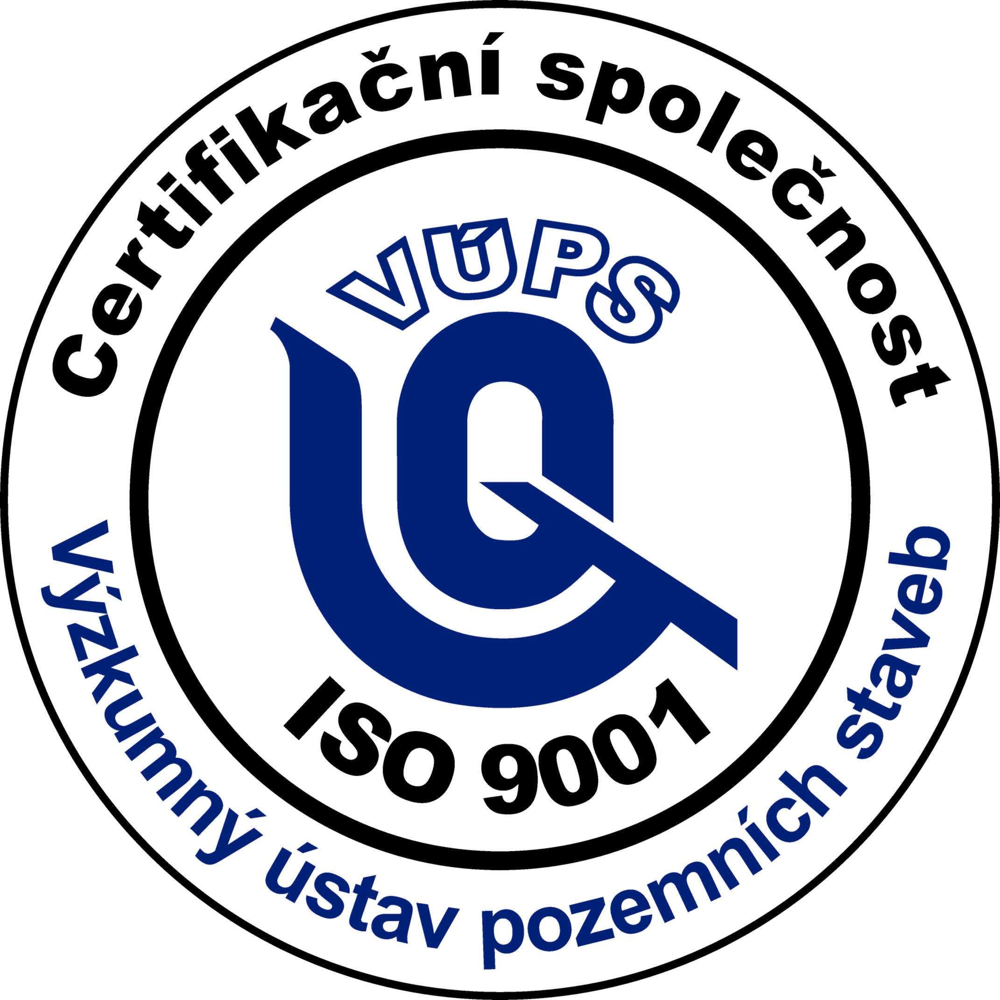 Certifikační společnost
VÚPS
ISO 9001
Výzkumný ústav pozemních staveb